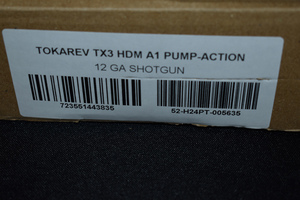 TOKAREV TX3 HDM A1 PUMP-ACTION
12 GA SHOTGUN
723551443835
52-H24PT-005635